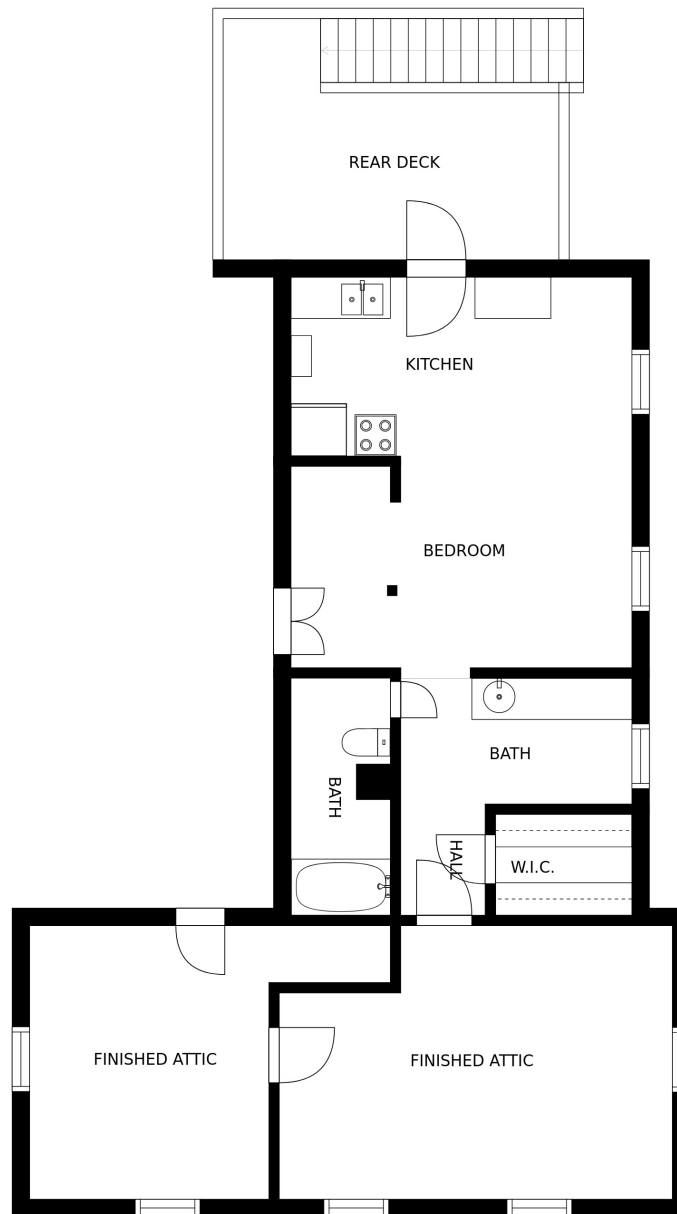 REAR DECK
KITCHEN
BEDROOM
BATH
BATH
HALL
W.I.C.
FINISHED ATTIC
FINISHED ATTIC